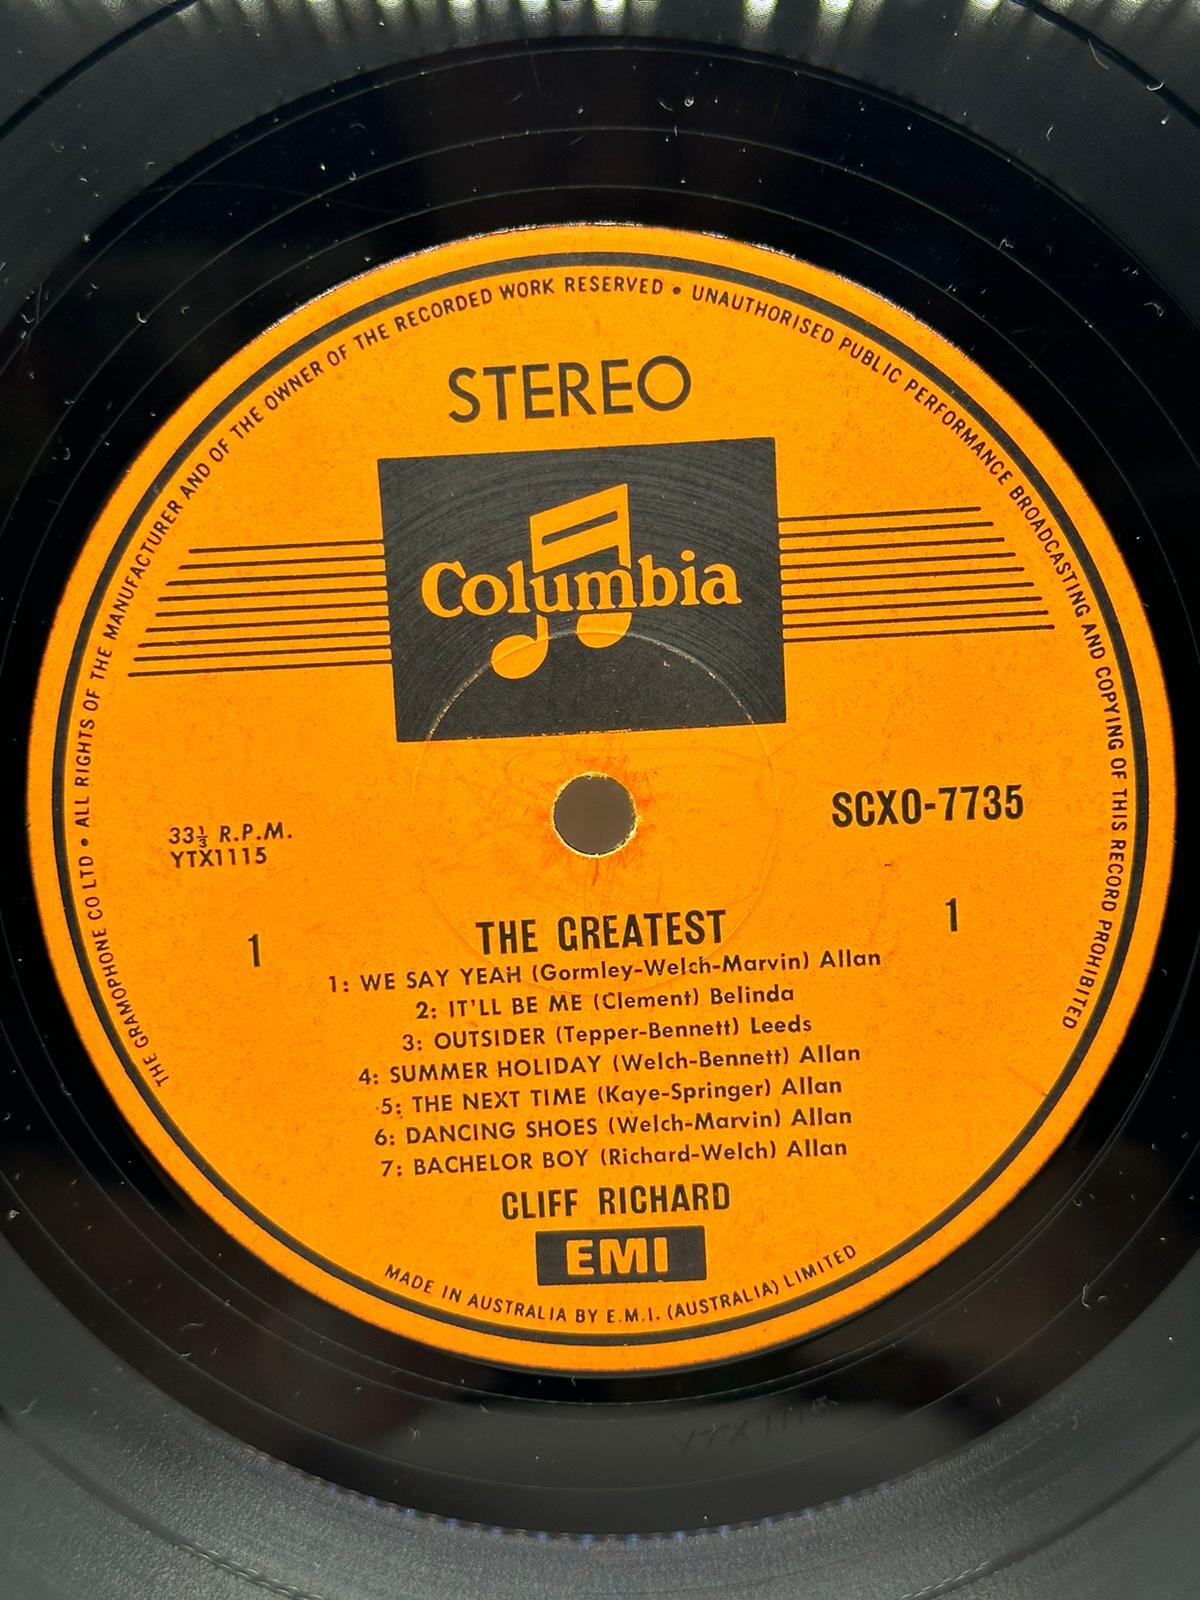 THE GRAMOPHONE CO LTD • ALL RIGHTS OF THE MANUFACTURER AND OF THE OWNER OF THE RECORDED WORK RESERVED • UNAUTHORISED PUBLIC PERFORMANCE BROADCASTING AND COPYING OF THIS RECORD PROHIBITED
STEREO
Columbia
SCXO-7735
33⅓ R.P.M.
YTX1115
1
1
THE GREATEST
1: WE SAY YEAH (Gormley-Welch-Marvin) Allan
2: IT'LL BE ME (Clement) Belinda
3: OUTSIDER (Tepper-Bennett) Leeds
4: SUMMER HOLIDAY (Welch-Bennett) Allan
5: THE NEXT TIME (Kaye-Springer) Allan
6: DANCING SHOES (Welch-Marvin) Allan
7: BACHELOR BOY (Richard-Welch) Allan
CLIFF RICHARD
EMI
MADE IN AUSTRALIA BY E.M.I. (AUSTRALIA) LIMITED
YTX 1115